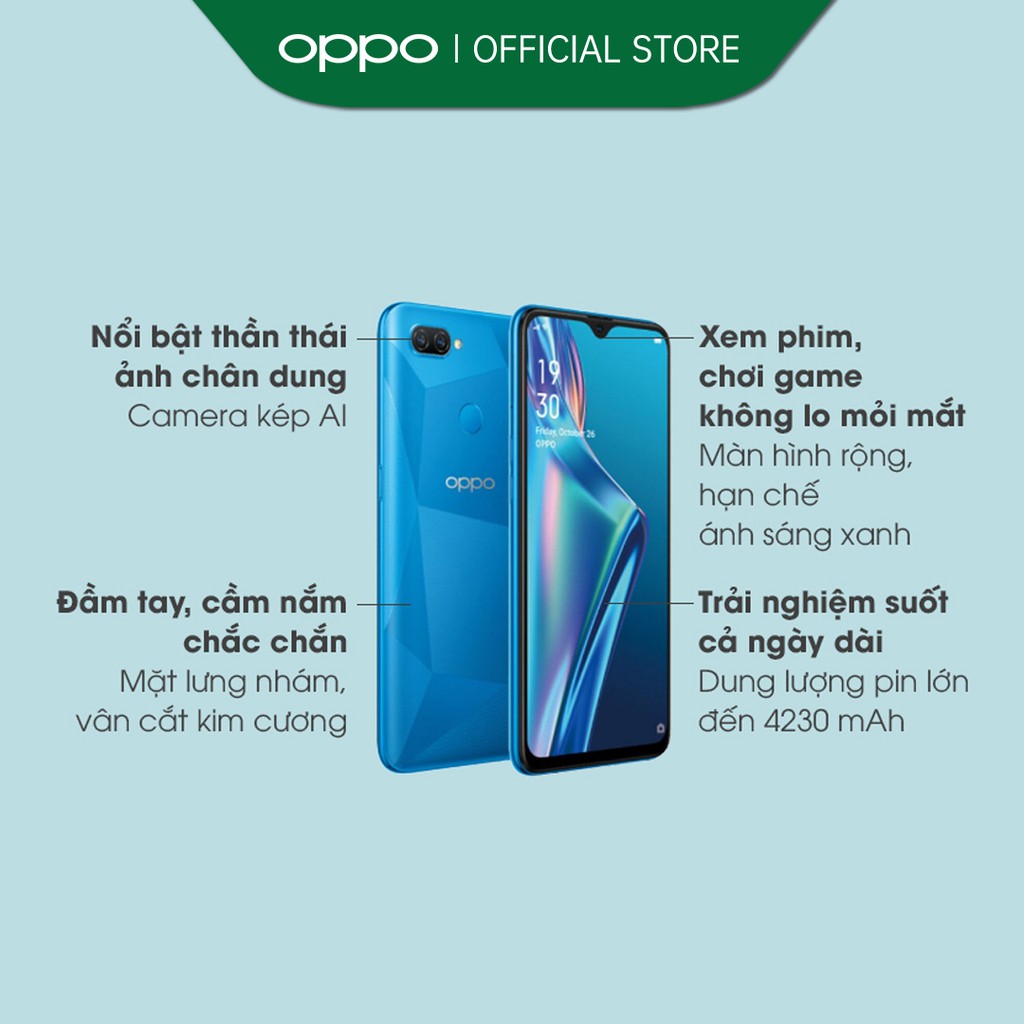 oppo | OFFICIAL STORE
Nổi bật thần thái
ảnh chân dung
Camera kép AI
Đầm tay, cầm nắm
chắc chắn
Mặt lưng nhám,
vân cắt kim cương
oppo
19
30
Friday, October 26
OPPO
Xem phim,
chơi game
không lo mỏi mắt
Màn hình rộng,
hạn chế
ánh sáng xanh
Trải nghiệm suốt
cả ngày dài
Dung lượng pin lớn
đến 4230 mAh